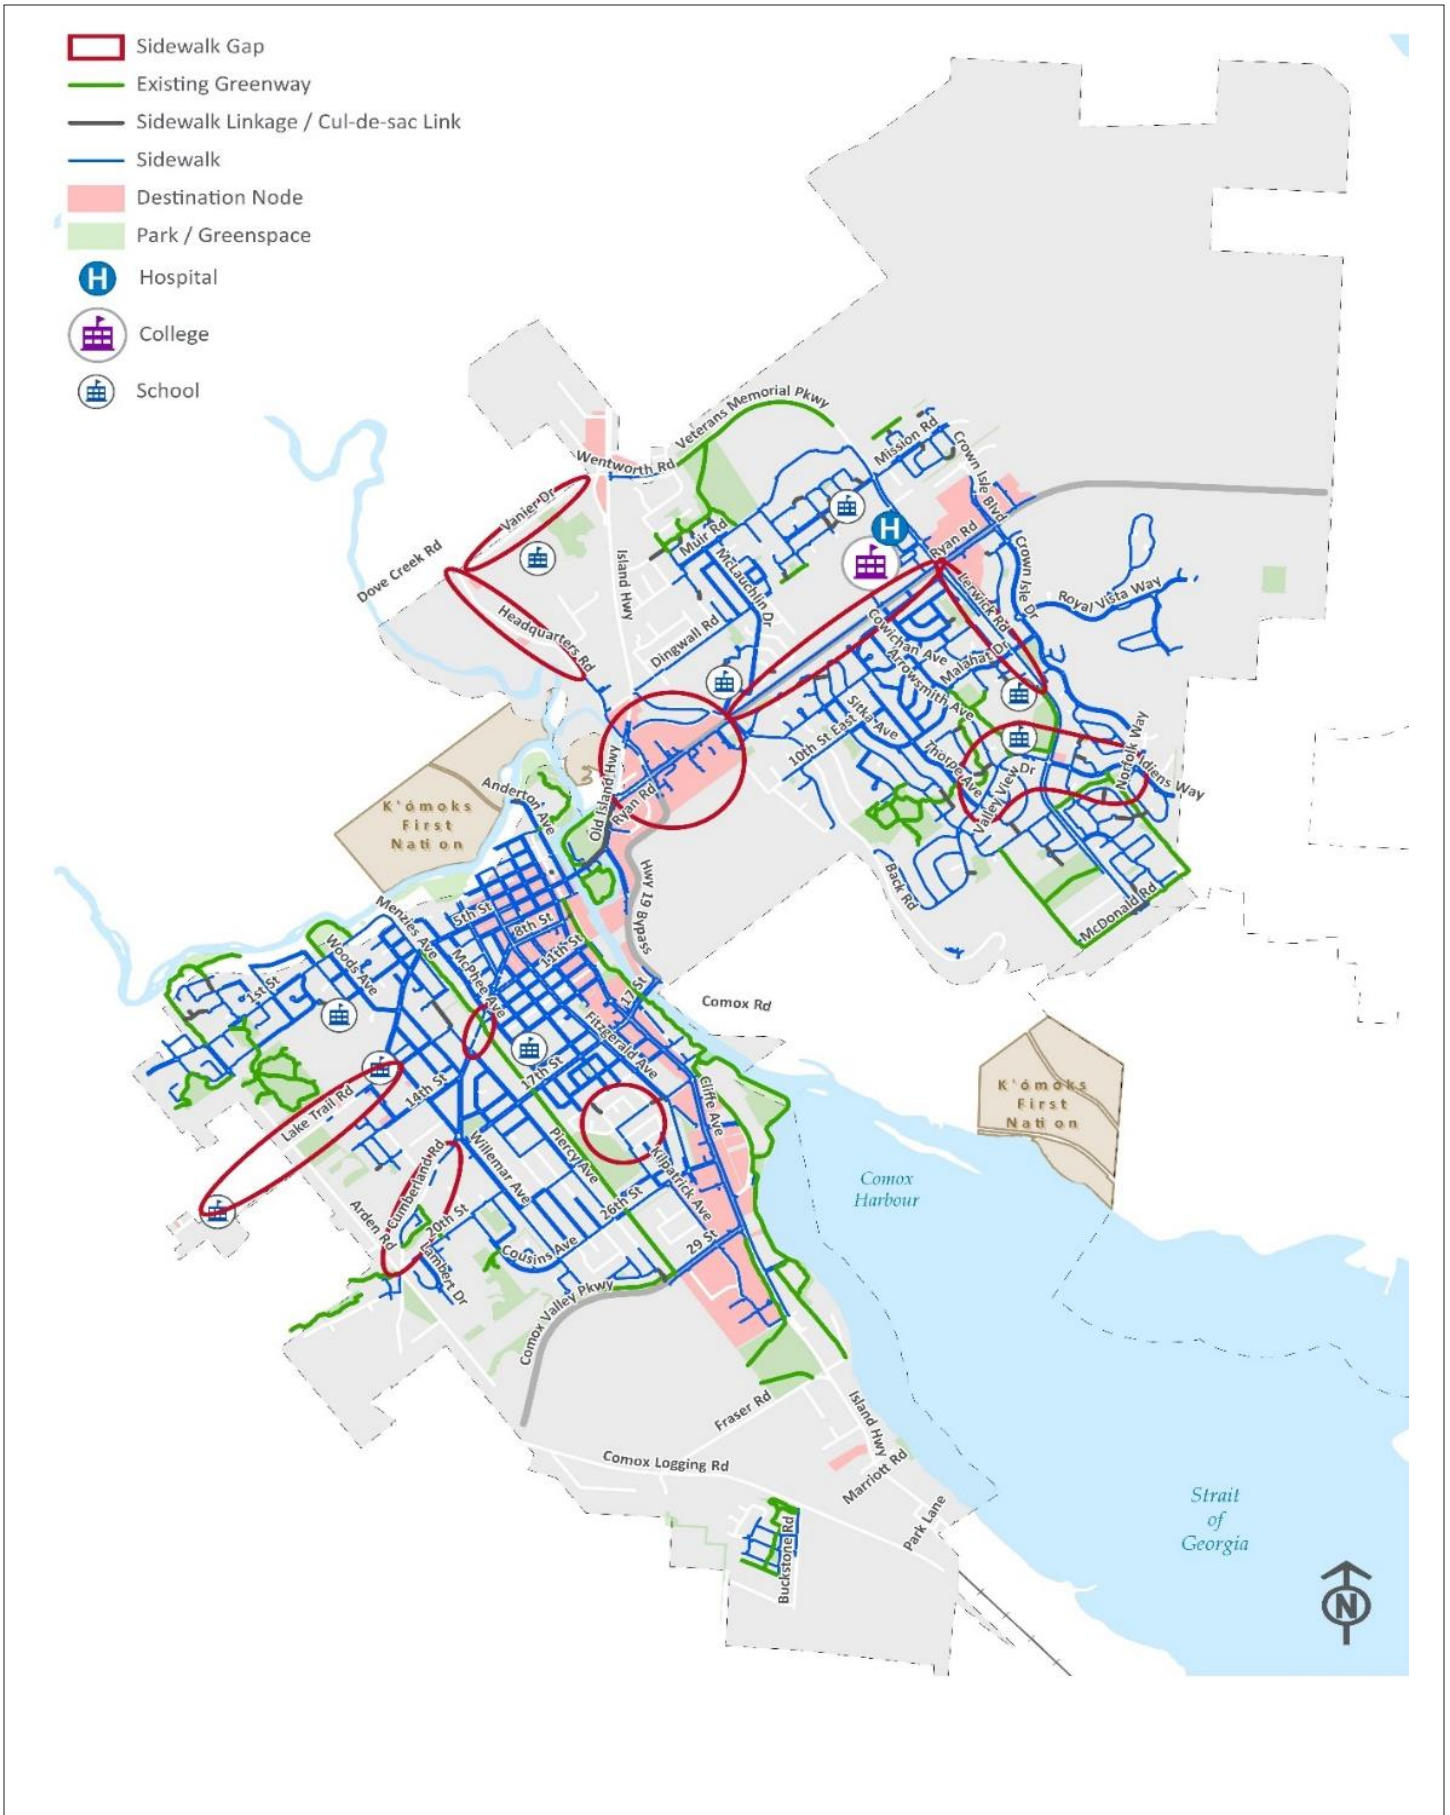 Sidewalk Gap
Existing Greenway
Sidewalk Linkage / Cul-de-sac Link
Sidewalk
Destination Node
Park / Greenspace
H
Hospital
College
School
Veterans Memorial Pkwy
Mission Rd
Crown Isle Blvd
Wentworth Rd
Vanier Dr
H
Muir Rd
Ryan Rd
Dove Creek Rd
Island Hwy
McLauchlin Dr
Crown Isle Dr
Lerwick Rd
Royal Vista Way
Headquarters Rd
Dingwall Rd
Cowichan Ave
Malahat Dr
Arrowsmith Ave
Sitka Ave
10th St East
Thorpe Ave
Norfolk Way
Valley View Dr
Idiens Way
Old Island Hwy
Ryan Rd
Anderton Ave
K'ómoks
First
Nation
Back Rd
Hwy 19 Bypass
McDonald Rd
Menzies Ave
5th St
8th St
11th St
Woods Ave
McPhee Ave
1st St
17 St
Comox Rd
Fitzgerald Ave
17th St
14th St
Lake Trail Rd
Cliffe Ave
K'ómoks
First
Nation
Piercy Ave
Willemar Ave
Kilpatrick Ave
Cumberland Rd
26th St
Comox
Harbour
Arden Rd
20th St
Cousins Ave
29 St
Lambert Dr
Comox Valley Pkwy
Fraser Rd
Island Hwy
Comox Logging Rd
Marriott Rd
Park Lane
Buckstone Rd
Strait
of
Georgia
N